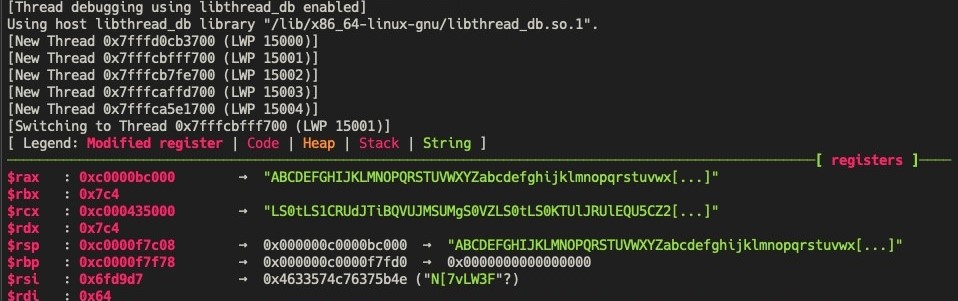 [Thread debugging using libthread_db enabled]
Using host libthread_db library "/lib/x86_64-linux-gnu/libthread_db.so.1".
[New Thread 0x7fffd0cb3700 (LWP 15000)]
[New Thread 0x7fffcbfff700 (LWP 15001)]
[New Thread 0x7fffcb7fe700 (LWP 15002)]
[New Thread 0x7fffcaffd700 (LWP 15003)]
[New Thread 0x7fffca5e1700 (LWP 15004)]
[Switching to Thread 0x7fffcbfff700 (LWP 15001)]
[ Legend: Modified register | Code | Heap | Stack | String ]
[ registers ]
$rax : 0xc0000bc000 → "ABCDEFGHIJKLMNOPQRSTUVWXYZabcdefghijklmnopqrstuvwx[...]"
$rbx : 0x7c4
$rcx : 0xc000435000 → "LS0tLS1CRUdJTiBQVUJMSUMgS0VZLS0tLS0KTUlJRUlEQU5CZ2[...]"
$rdx : 0x7c4
$rsp : 0xc0000f7c08 → 0x000000c0000bc000 → "ABCDEFGHIJKLMNOPQRSTUVWXYZabcdefghijklmnopqrstuvwx[...]"
$rbp : 0xc0000f7f78 → 0x000000c0000f7fd0 → 0x0000000000000000
$rsi : 0x6fd9d7 → 0x4633574c76375b4e ("N[7vLW3F"?)
$rdi : 0x64